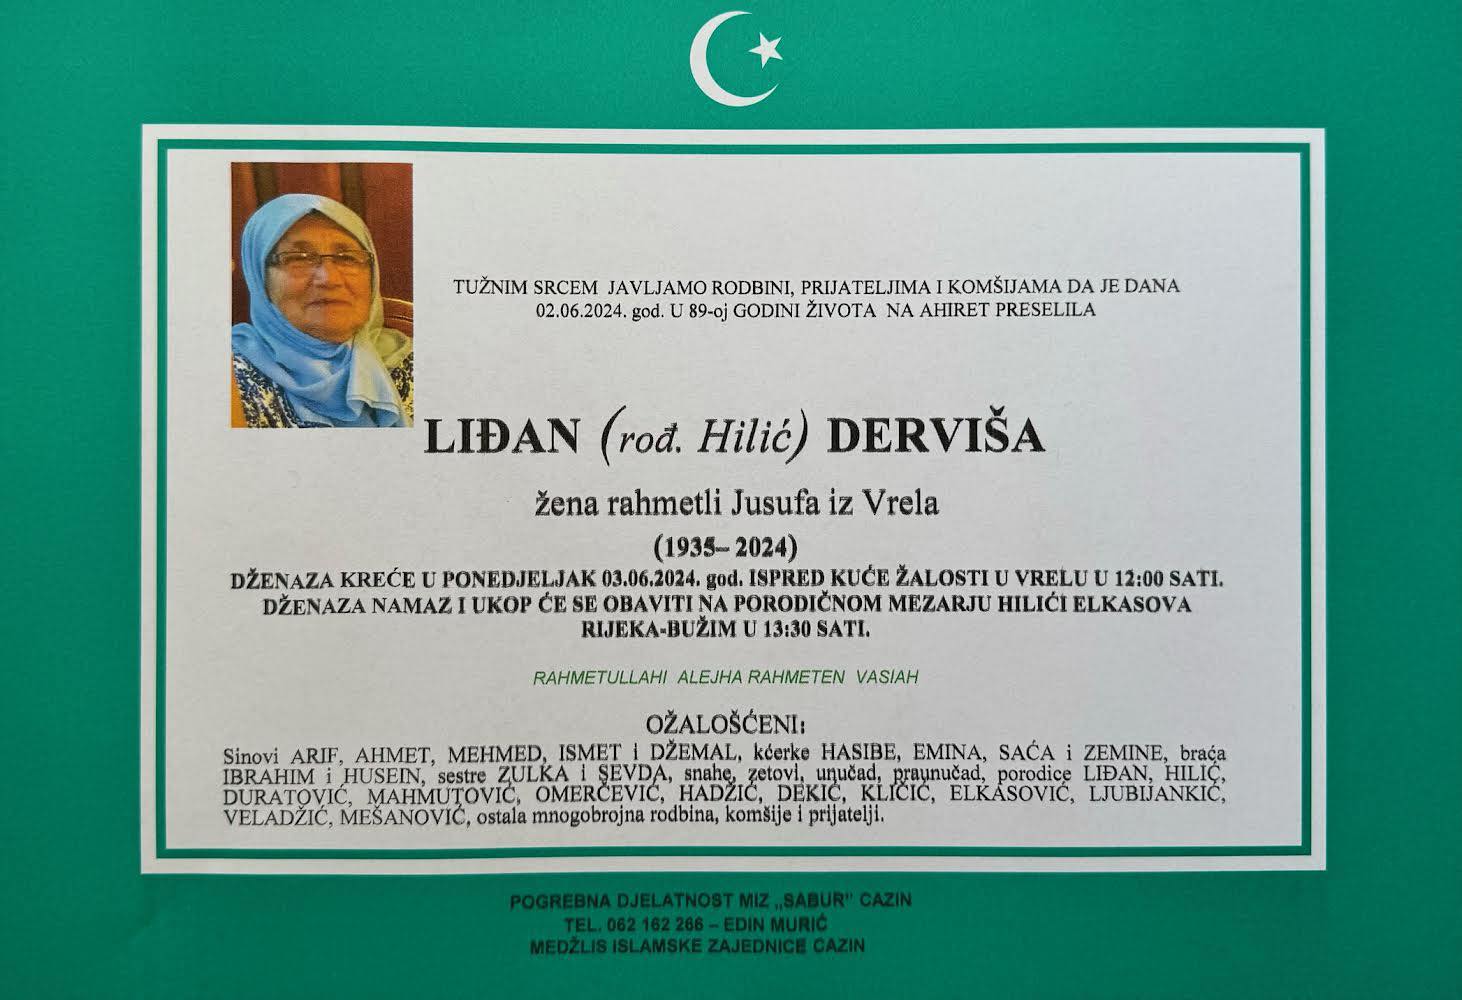 TUŽNIM SRCEM JAVLJAMO RODBINI, PRIJATELJIMA I KOMŠIJAMA DA JE DANA
02.06.2024. god. U 89-oj GODINI ŽIVOTA NA AHIRET PRESELILA
LIĐAN (rođ. Hilić) DERVIŠA
žena rahmetli Jusufa iz Vrela
(1935– 2024)
DŽENAZA KREĆE U PONEDJELJAK 03.06.2024. god. ISPRED KUĆE ŽALOSTI U VRELU U 12:00 SATI.
DŽENAZA NAMAZ I UKOP ĆE SE OBAVITI NA PORODIČNOM MEZARJU HILIĆI ELKASOVA
RIJEKA-BUŽIM U 13:30 SATI.
RAHMETULLAHI ALEJHA RAHMETEN VASIAH
OŽALOŠĆENI:
Sinovi ARIF, AHMET, MEHMED, ISMET i DŽEMAL, kćerke HASIBE, EMINA, SAĆA i ZEMINE, braća
IBRAHIM i HUSEIN, sestre ZULKA i ŠEVDA, snahe, zetovi, unučad, praunučad, porodice LIĐAN, HILIĆ,
DURATOVIĆ, MAHMUTOVIĆ, OMERČEVIĆ, HADŽIĆ, DEKIĆ, KLIČIĆ, ELKASOVIĆ, LJUBIJANKIĆ,
VELADŽIĆ, MEŠANOVIĆ, ostala mnogobrojna rodbina, komšije i prijatelji.
POGREBNA DJELATNOST MIZ „SABUR" CAZIN
TEL. 062 162 266 – EDIN MURIĆ
MEDŽLIS ISLAMSKE ZAJEDNICE CAZIN